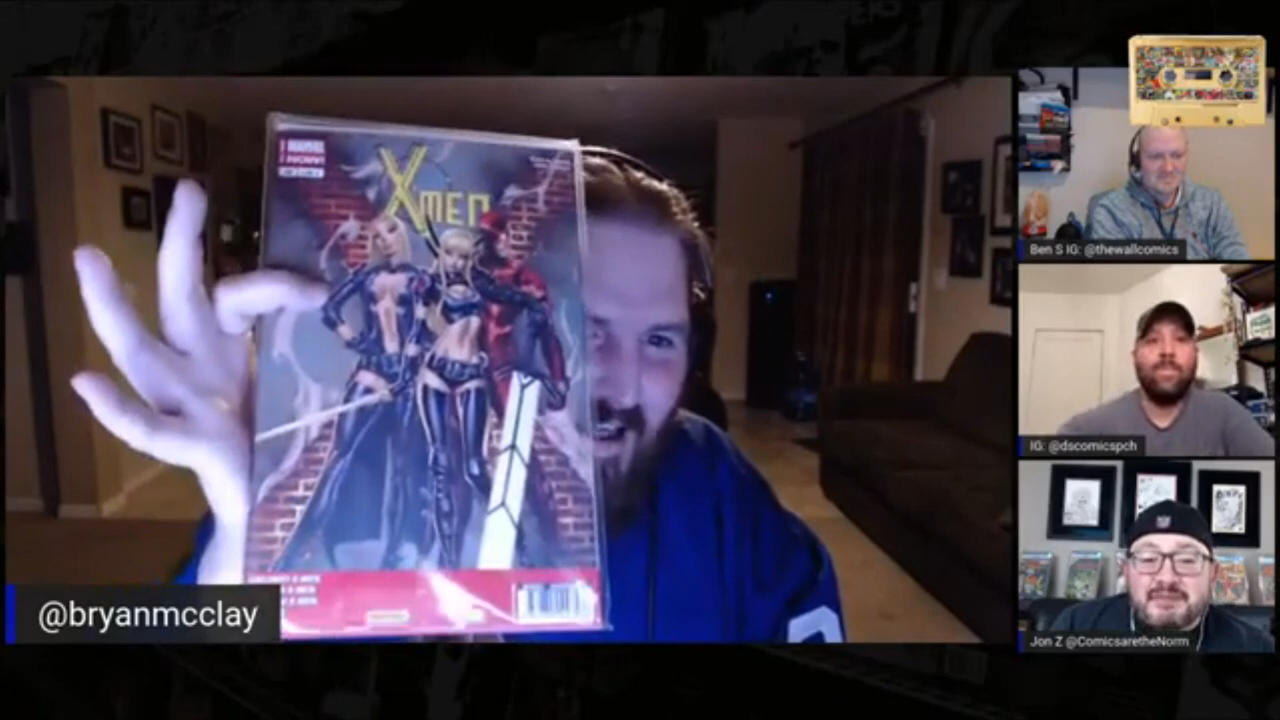 MARVEL
NOW!
X-MEN
@bryanmcclay
Ben S IG: @thewallcomics
IG: @dscomicspch
Jon Z @ComicsaretheNorm